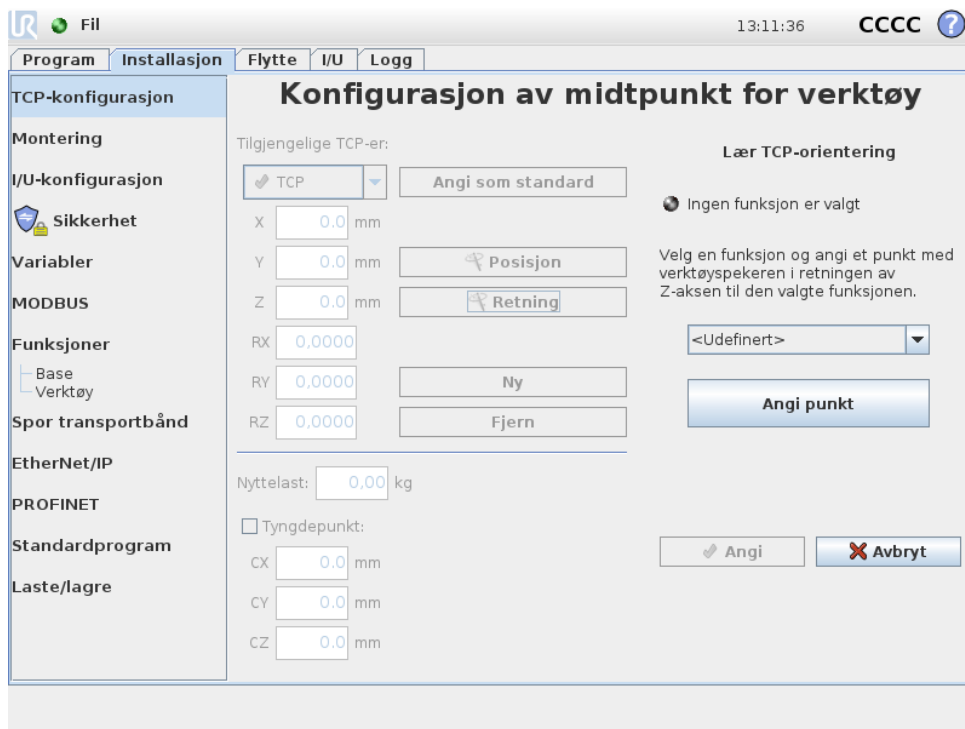 UR Fil 13:11:36 CCCC ?
Program Installasjon Flytte I/U Logg
TCP-konfigurasjon
Montering
I/U-konfigurasjon
Sikkerhet
Variabler
MODBUS
Funksjoner
Base
Verktøy
Spor transportbånd
EtherNet/IP
PROFINET
Standardprogram
Laste/lagre
Konfigurasjon av midtpunkt for verktøy
Tilgjengelige TCP-er:
TCP Angi som standard
X 0.0 mm
Y 0.0 mm Posisjon
Z 0.0 mm Retning
RX 0,0000
RY 0,0000 Ny
RZ 0,0000 Fjern
Nyttelast: 0,00 kg
Tyngdepunkt:
CX 0.0 mm
CY 0.0 mm
CZ 0.0 mm
Lær TCP-orientering
Ingen funksjon er valgt
Velg en funksjon og angi et punkt med
verktøyspekeren i retningen av
Z-aksen til den valgte funksjonen.
<Udefinert>
Angi punkt
Angi Avbryt